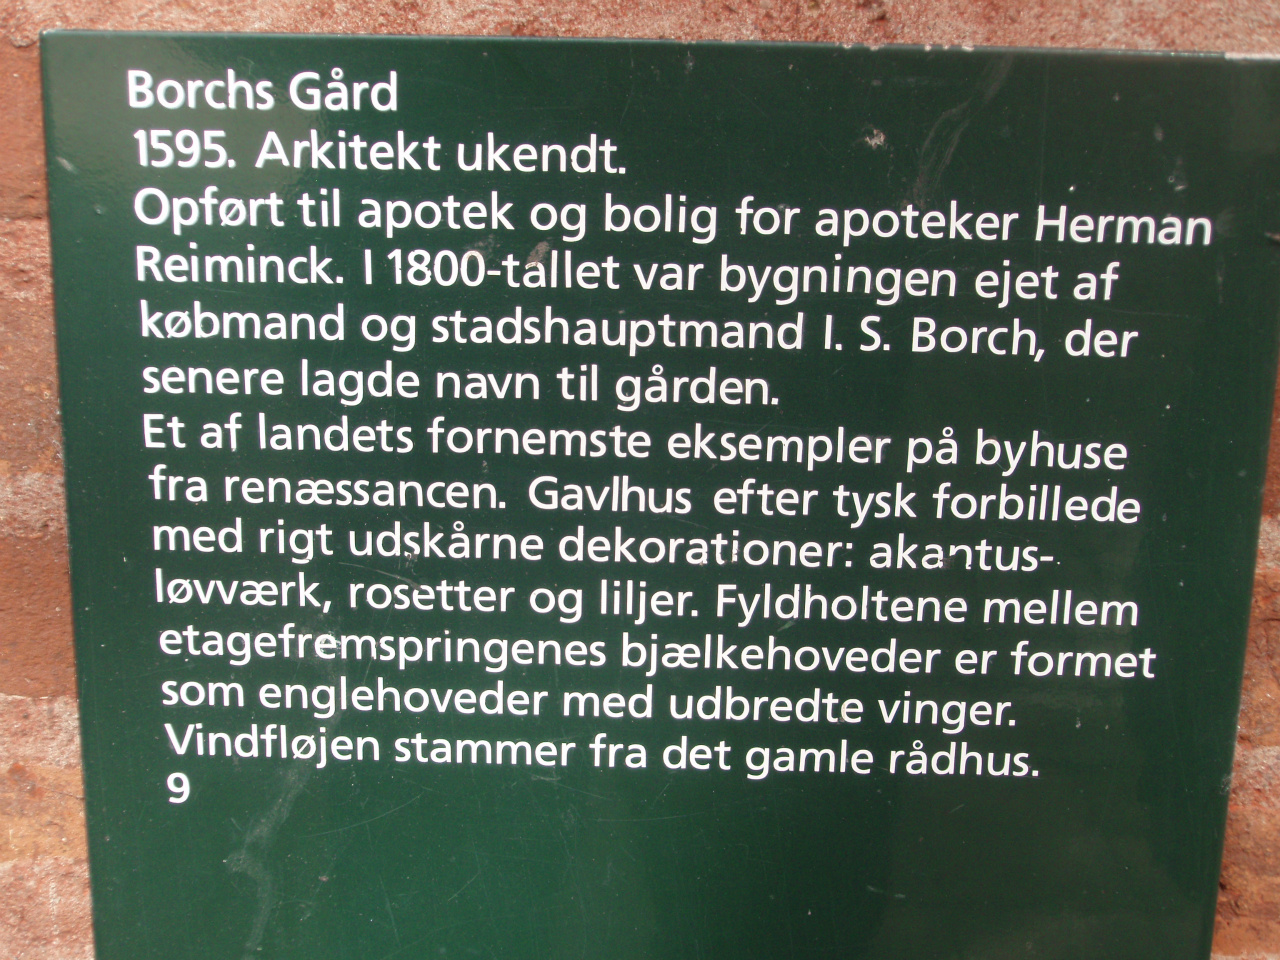 Borchs Gård
1595. Arkitekt ukendt.
Opført til apotek og bolig for apoteker Herman
Reiminck. I 1800-tallet var bygningen ejet af
købmand og stadshauptmand I. S. Borch, der
senere lagde navn til gården.
Et af landets fornemste eksempler på byhuse
fra renæssancen. Gavlhus efter tysk forbillede
med rigt udskårne dekorationer: akantus-
løvværk, rosetter og liljer. Fyldholtene mellem
etagefremspringenes bjælkehoveder er formet
som englehoveder med udbredte vinger.
Vindfløjen stammer fra det gamle rådhus.
9